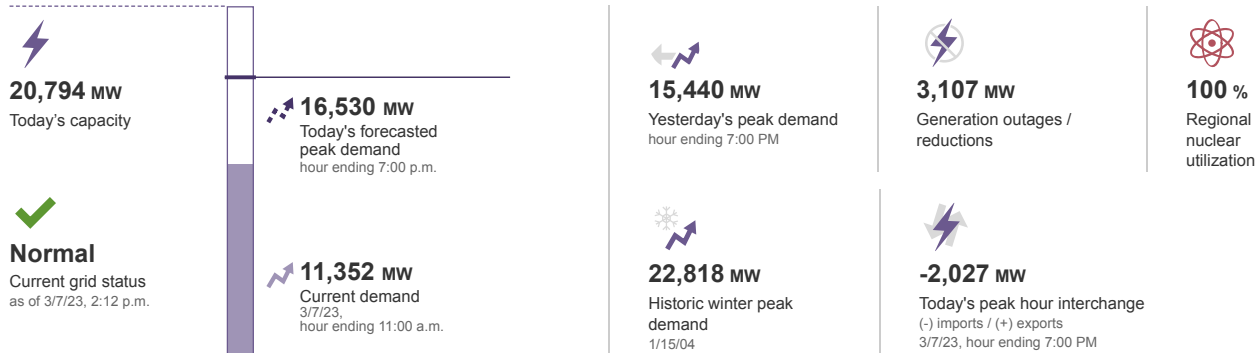 20,794 MW
Today's capacity
Normal
Current grid status
as of 3/7/23, 2:12 p.m.
16,530 MW
Today's forecasted
peak demand
hour ending 7:00 p.m.
11,352 MW
Current demand
3/7/23,
hour ending 11:00 a.m.
15,440 MW
Yesterday's peak demand
hour ending 7:00 PM
3,107 MW
Generation outages /
reductions
100 %
Regional
nuclear
utilization
22,818 MW
Historic winter peak
demand
1/15/04
-2,027 MW
Today's peak hour interchange
(-) imports / (+) exports
3/7/23, hour ending 7:00 PM